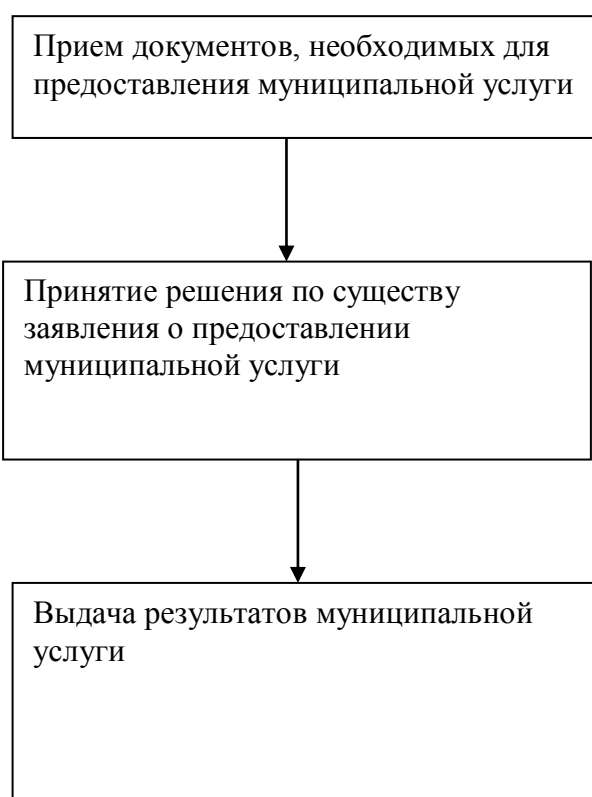 Прием документов, необходимых для
предоставления муниципальной услуги
Принятие решения по существу
заявления о предоставлении
муниципальной услуги
Выдача результатов муниципальной
услуги